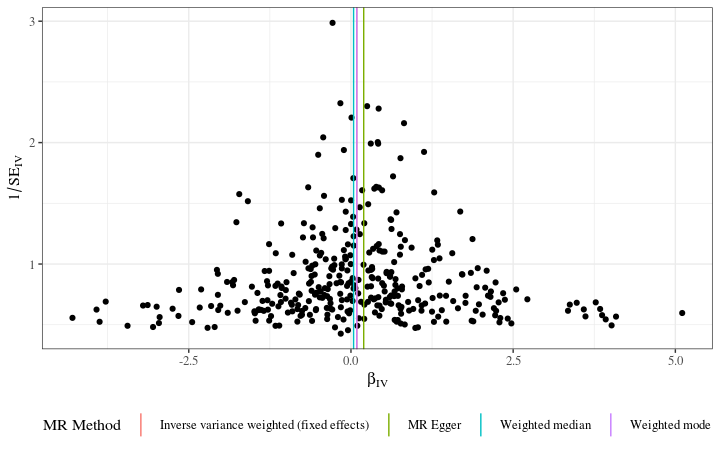 3
2
1
1/SE_IV
-2.5 0.0 2.5 5.0
β_IV
MR Method Inverse variance weighted (fixed effects) MR Egger Weighted median Weighted mode